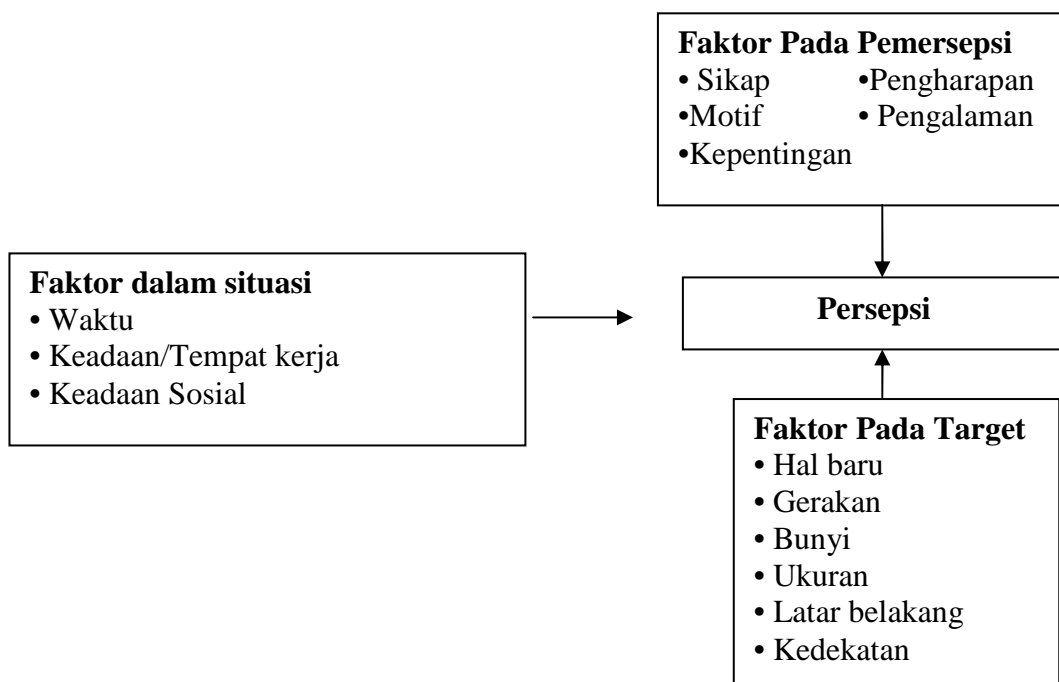 Faktor Pada Pemersepsi
• Sikap •Pengharapan
•Motif • Pengalaman
•Kepentingan
Faktor dalam situasi
• Waktu
• Keadaan/Tempat kerja
• Keadaan Sosial
Persepsi
Faktor Pada Target
• Hal baru
• Gerakan
• Bunyi
• Ukuran
• Latar belakang
• Kedekatan